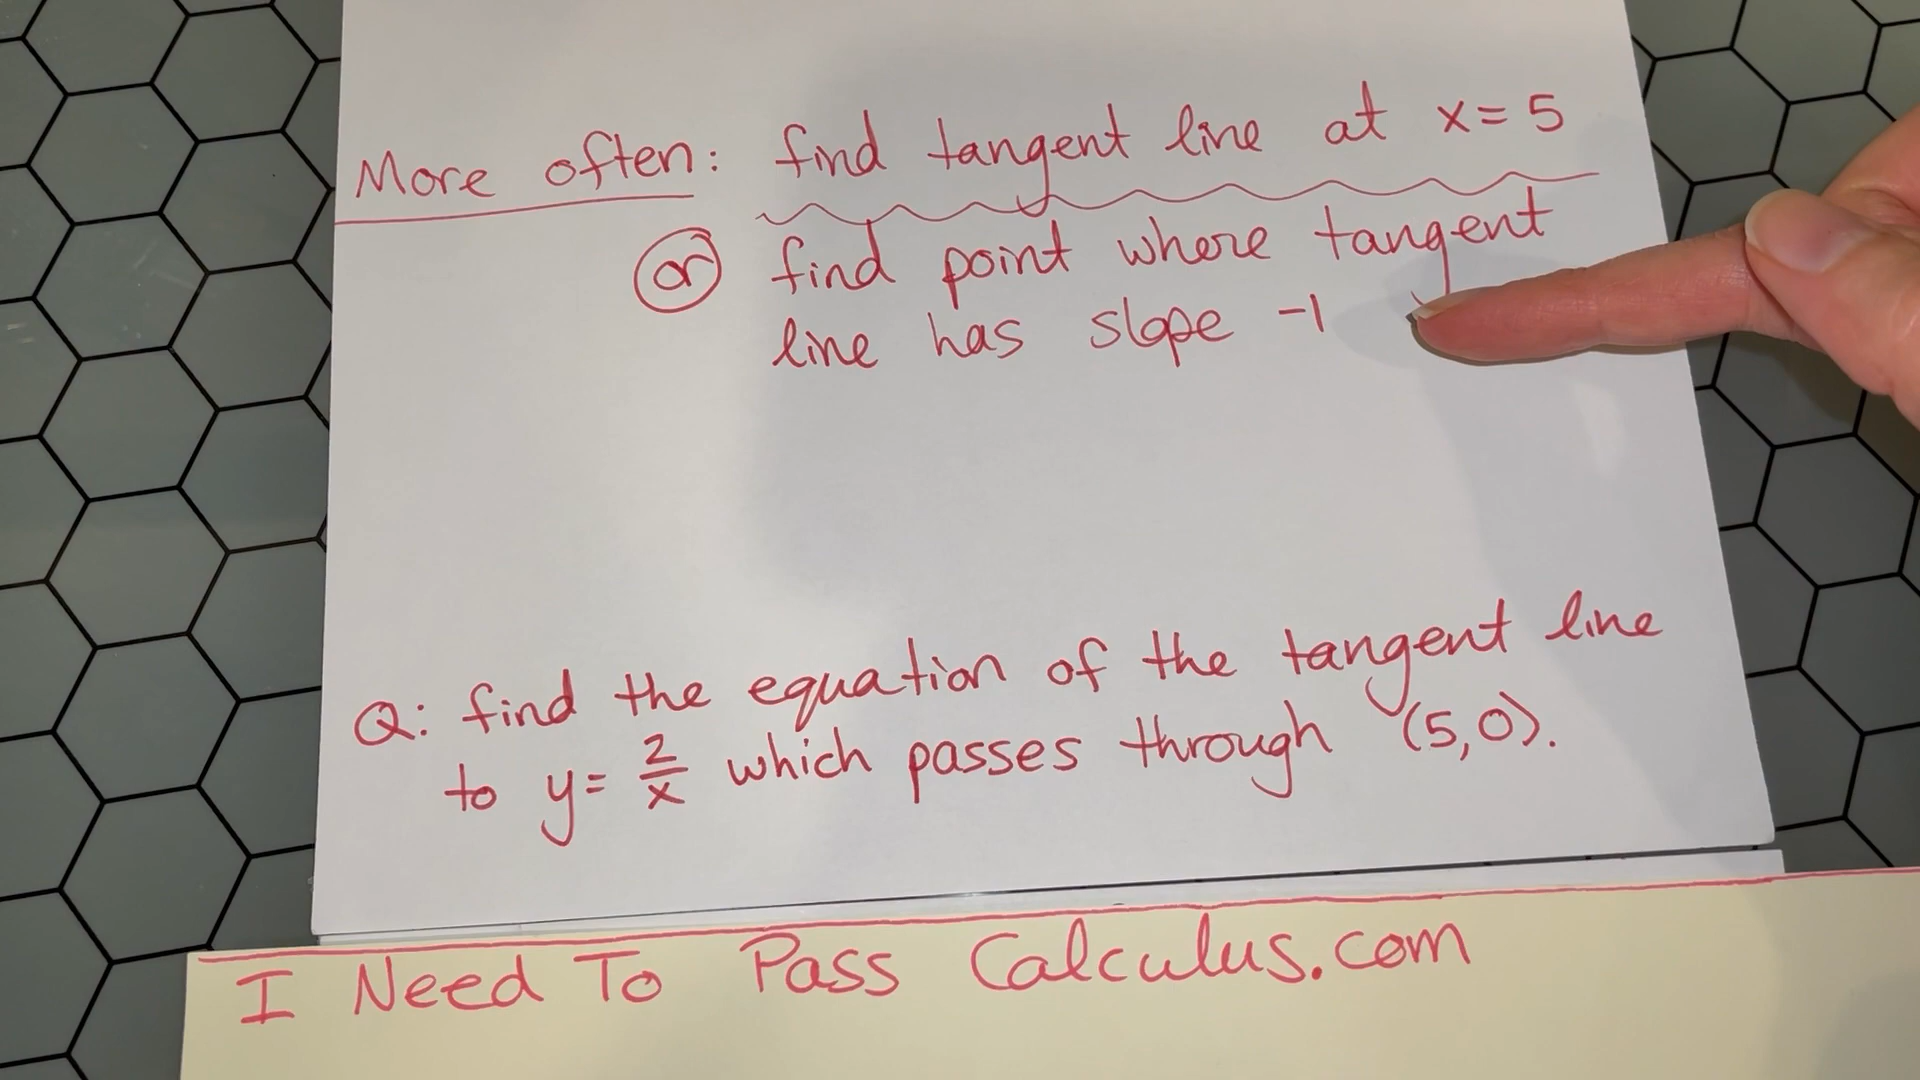 More often: find tangent line at x=5
or find point where tangent
line has slope -1
Q: find the equation of the tangent line
to y= 2/x which passes through (5,0).
I Need To Pass Calculus.com